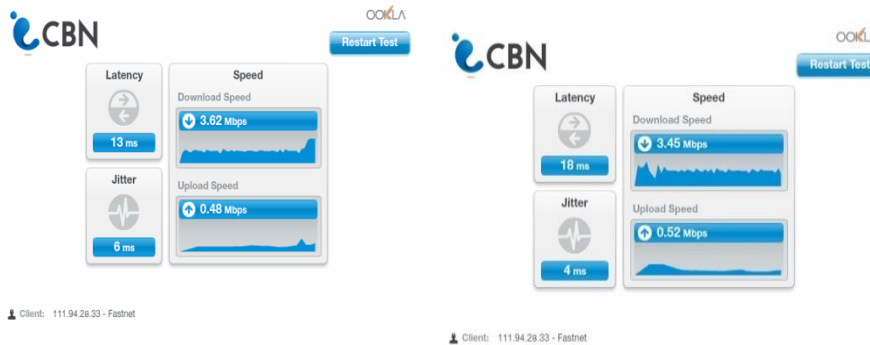 CBN
OOKLA
Restart Test
Latency
13 ms
Jitter
6 ms
Speed
Download Speed
3.62 Mbps
Upload Speed
0.48 Mbps
Client: 111.94.28.33 - Fastnet
CBN
OOKL
Restart Test
Latency
18 ms
Jitter
4 ms
Speed
Download Speed
3.45 Mbps
Upload Speed
0.52 Mbps
Client: 111.94.28.33 - Fastnet